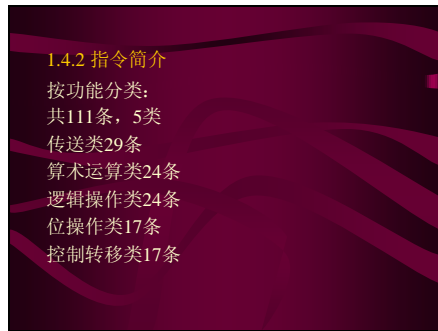 1.4.2 指令简介
按功能分类：
共111条，5类
传送类29条
算术运算类24条
逻辑操作类24条
位操作类17条
控制转移类17条